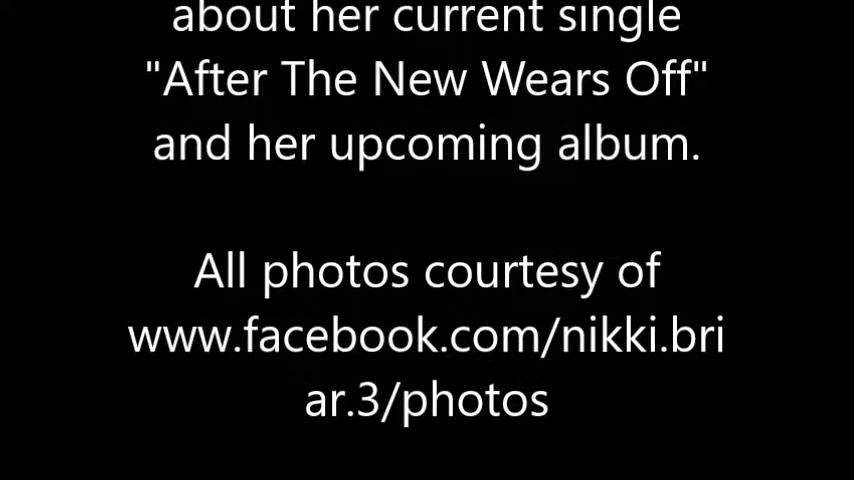 about her current single
"After The New Wears Off"
and her upcoming album.
All photos courtesy of
www.facebook.com/nikki.bri
ar.3/photos